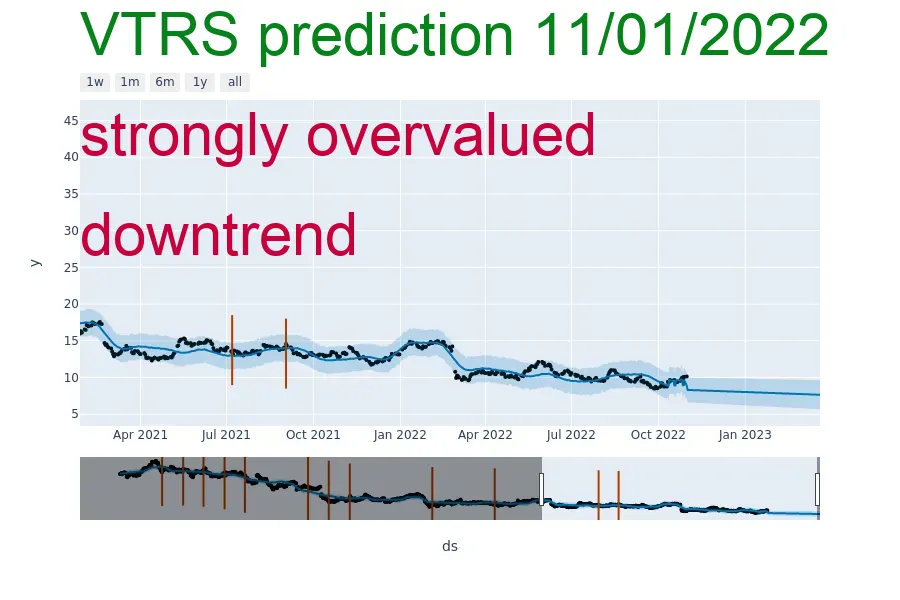 VTRS prediction 11/01/2022
1w 1m 6m 1y all
strongly overvalued
downtrend
45
40
35
30
25
20
15
10
5
y
Apr 2021 Jul 2021 Oct 2021 Jan 2022 Apr 2022 Jul 2022 Oct 2022 Jan 2023
ds